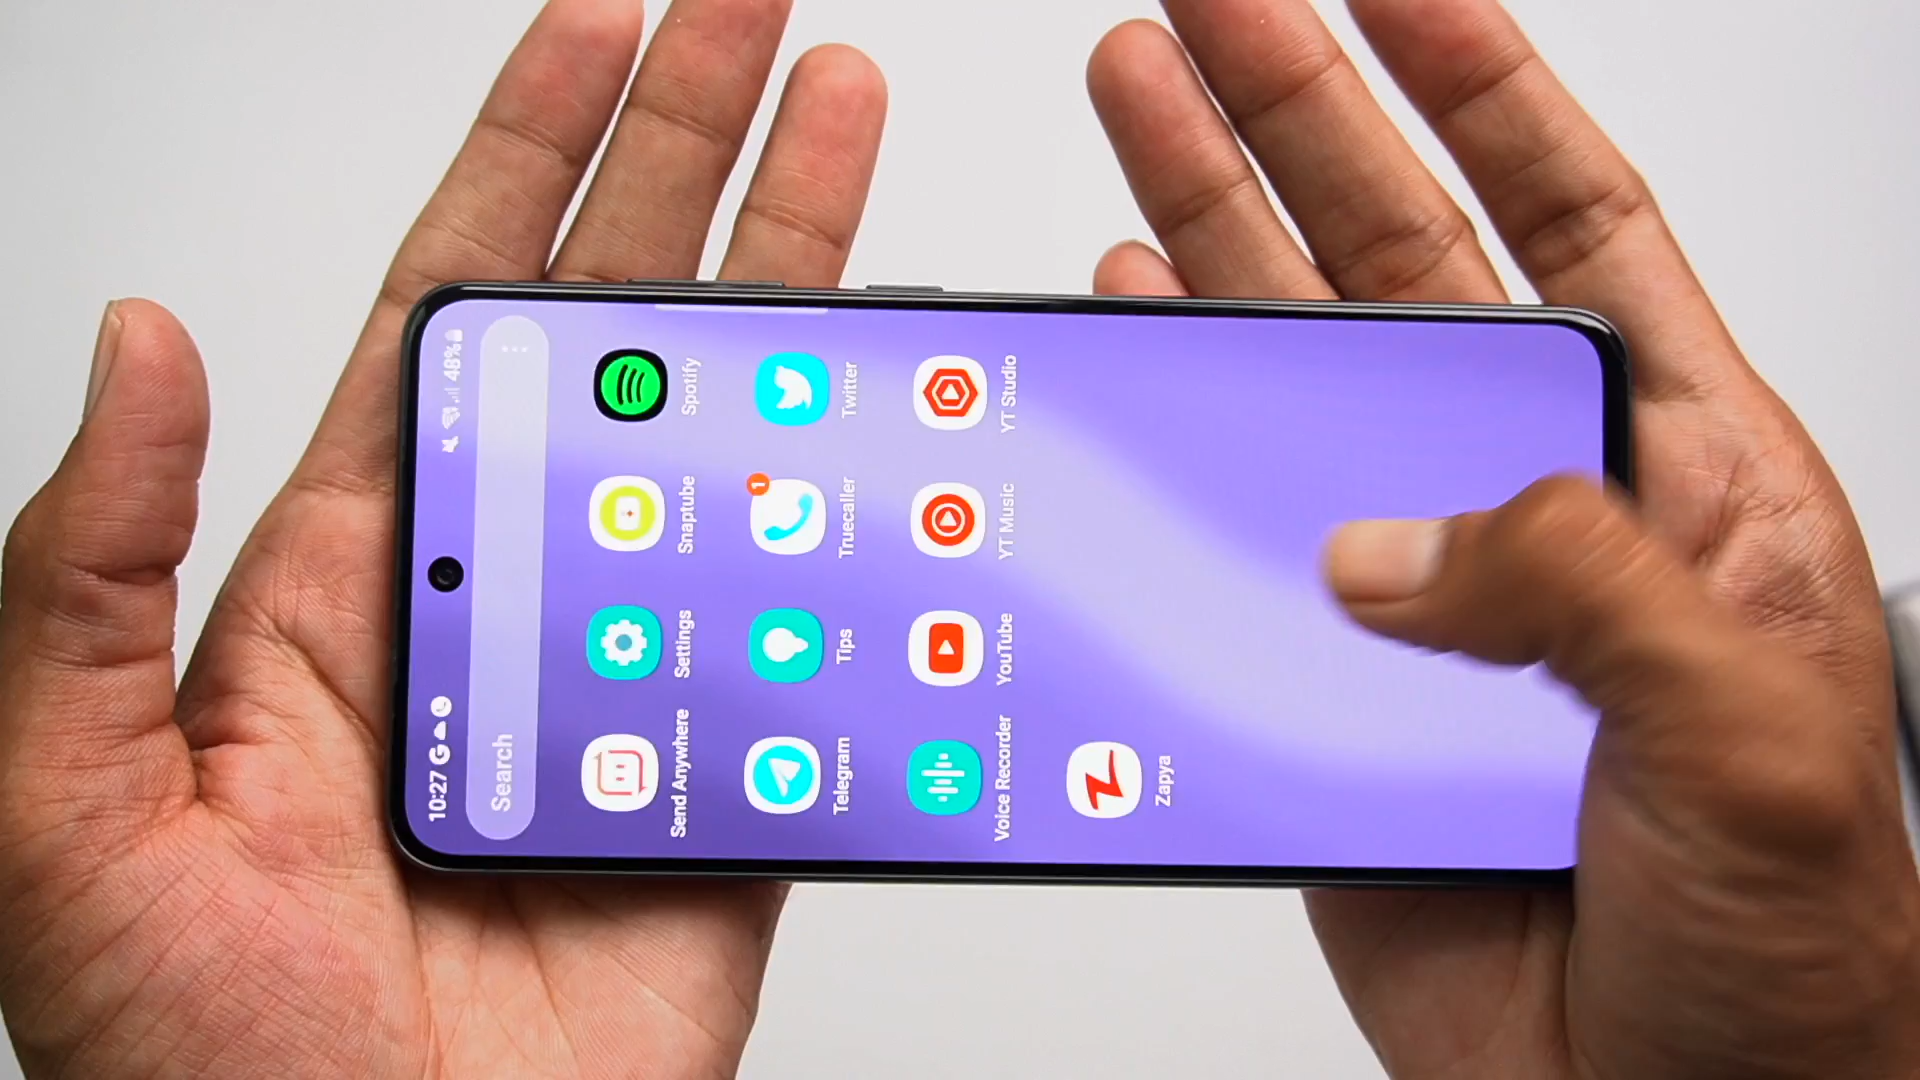 10:27
48%
Search
Send Anywhere
Settings
Snaptube
Spotify
Telegram
Tips
1
Truecaller
Twitter
Voice Recorder
YouTube
YT Music
YT Studio
Zapya